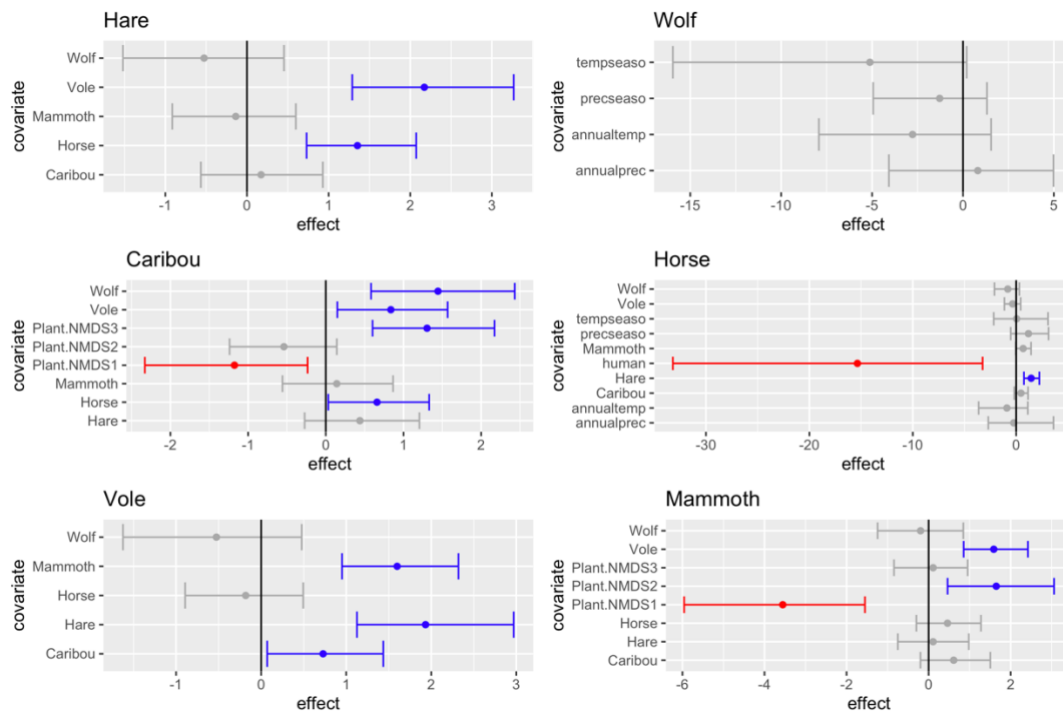 Hare
covariate
Wolf
Vole
Mammoth
Horse
Caribou
-1 0 1 2 3
effect
Wolf
covariate
tempseaso
precseaso
annualtemp
annualprec
-15 -10 -5 0 5
effect
Caribou
covariate
Wolf
Vole
Plant.NMDS3
Plant.NMDS2
Plant.NMDS1
Mammoth
Horse
Hare
-2 -1 0 1 2
effect
Horse
covariate
Wolf
Vole
tempseaso
precseaso
Mammoth
human
Hare
Caribou
annualtemp
annualprec
-30 -20 -10 0
effect
Vole
covariate
Wolf
Mammoth
Horse
Hare
Caribou
-1 0 1 2 3
effect
Mammoth
covariate
Wolf
Vole
Plant.NMDS3
Plant.NMDS2
Plant.NMDS1
Horse
Hare
Caribou
-6 -4 -2 0 2
effect